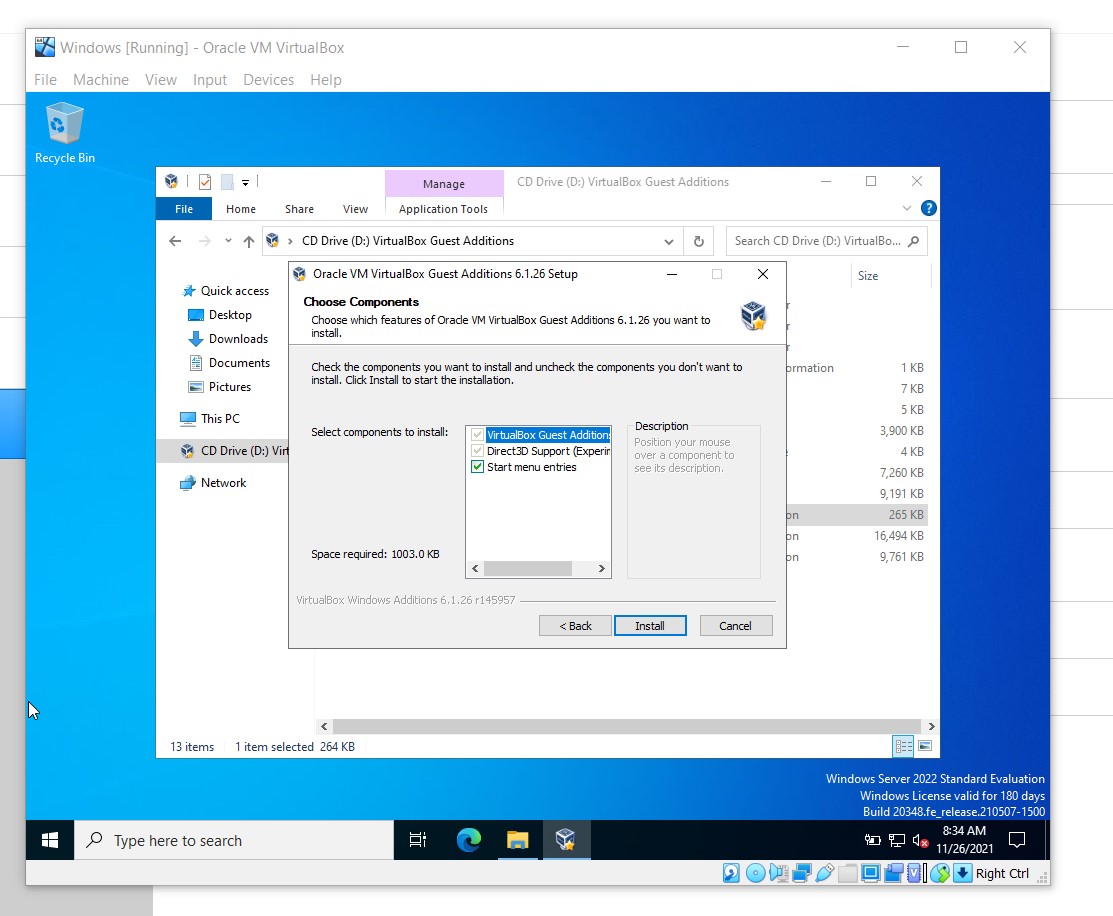 Windows [Running] - Oracle VM VirtualBox
File Machine View Input Devices Help
Recycle Bin
Manage
CD Drive (D:) VirtualBox Guest Additions
File Home Share View Application Tools
CD Drive (D:) VirtualBox Guest Additions
Search CD Drive (D:) VirtualBo...
Quick access
Desktop
Downloads
Documents
Pictures
This PC
CD Drive (D:) Virt
Network
Oracle VM VirtualBox Guest Additions 6.1.26 Setup
Choose Components
Choose which features of Oracle VM VirtualBox Guest Additions 6.1.26 you want to
install.
Check the components you want to install and uncheck the components you don't want to
install. Click Install to start the installation.
Select components to install:
VirtualBox Guest Additions
Direct3D Support (Experim
Start menu entries
Description
Position your mouse
over a component to
see its description.
Space required: 1003.0 KB
VirtualBox Windows Additions 6.1.26 r145957
< Back Install Cancel
Size
r
r
r
ormation 1 KB
7 KB
5 KB
3,900 KB
4 KB
7,260 KB
9,191 KB
on 265 KB
on 16,494 KB
on 9,761 KB
13 items 1 item selected 264 KB
Windows Server 2022 Standard Evaluation
Windows License valid for 180 days
Build 20348.fe_release.210507-1500
Type here to search
8:34 AM
11/26/2021
Right Ctrl